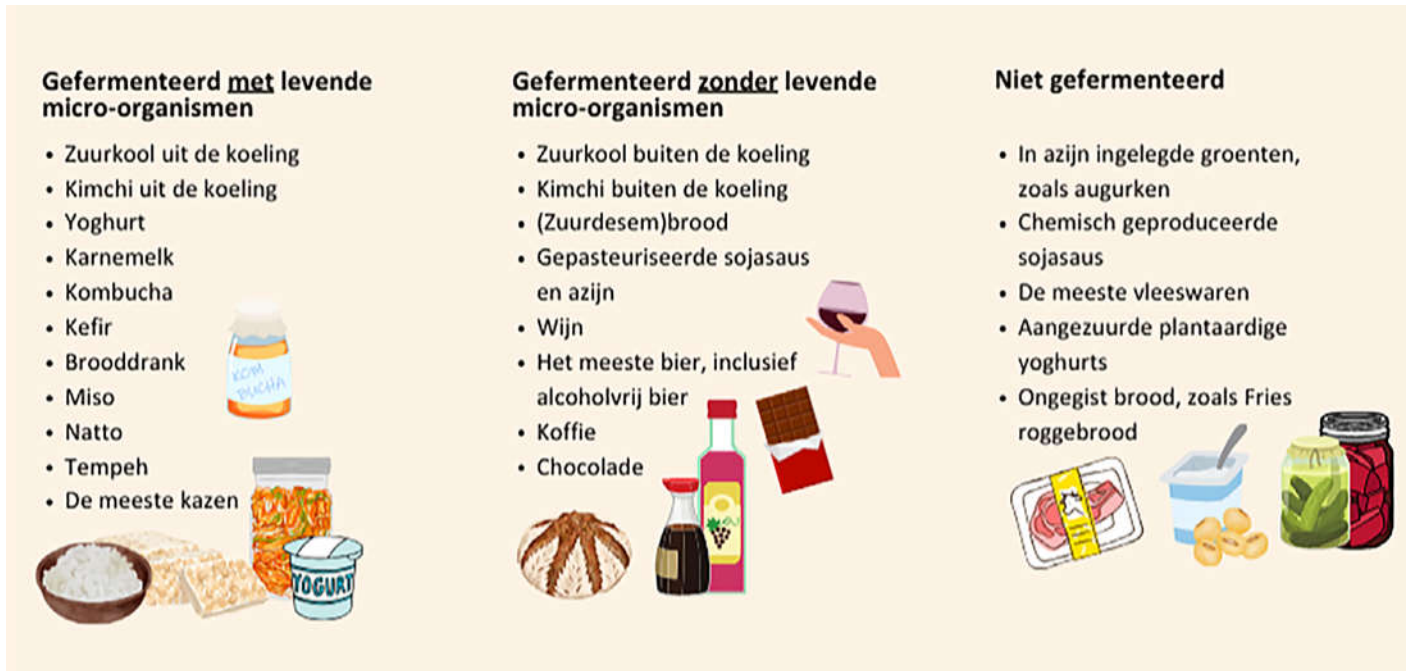 Gefermenteerd met levende
micro-organismen
• Zuurkool uit de koeling
• Kimchi uit de koeling
• Yoghurt
• Karnemelk
• Kombucha
• Kefir
• Brooddrank
• Miso
• Natto
• Tempeh
• De meeste kazen
KOM
BUCHA
YOGURT
Gefermenteerd zonder levende
micro-organismen
• Zuurkool buiten de koeling
• Kimchi buiten de koeling
• (Zuurdesem)brood
• Gepasteuriseerde sojasaus
en azijn
• Wijn
• Het meeste bier, inclusief
alcoholvrij bier
• Koffie
• Chocolade
Niet gefermenteerd
• In azijn ingelegde groenten,
zoals augurken
• Chemisch geproduceerde
sojasaus
• De meeste vleeswaren
• Aangezuurde plantaardige
yoghurts
• Ongegist brood, zoals Fries
roggebrood